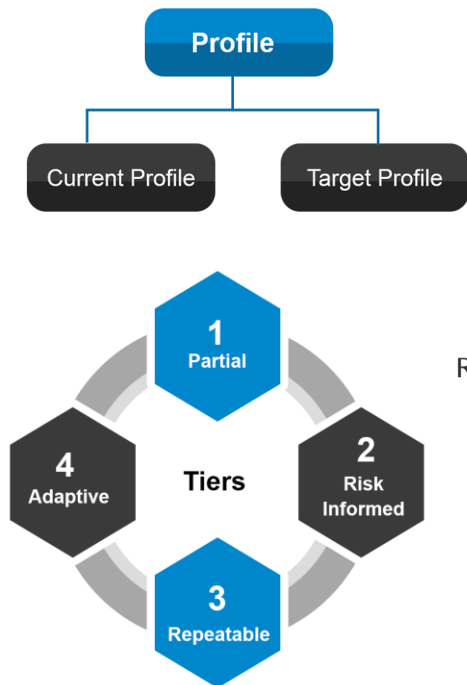 Profile
Current Profile
Target Profile
1
Partial
R
2
Risk
Informed
4
Adaptive
Tiers
3
Repeatable